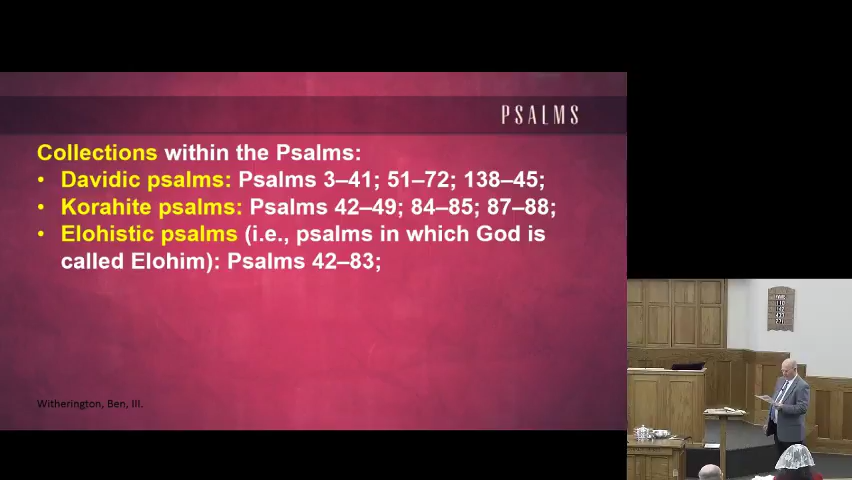 PSALMS
Collections within the Psalms:
• Davidic psalms: Psalms 3–41; 51–72; 138–45;
• Korahite psalms: Psalms 42–49; 84–85; 87–88;
• Elohistic psalms (i.e., psalms in which God is
called Elohim): Psalms 42–83;
Witherington, Ben, III.